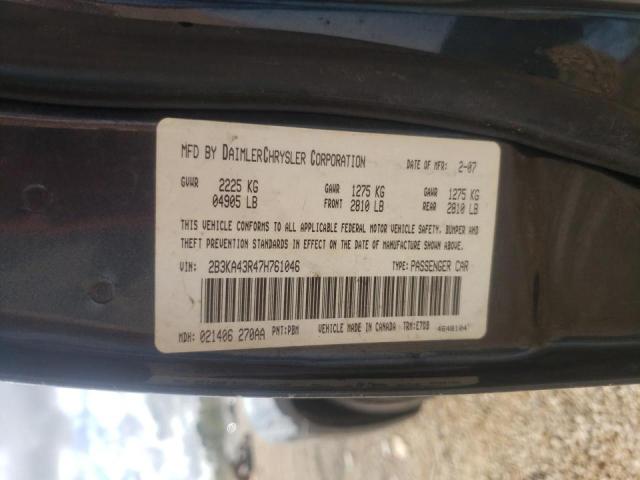 MFD BY DAIMLERCHRYSLER CORPORATION DATE OF MFR: 2-07
GVWR 2225 KG GAWR 1275 KG GAWR 1275 KG
04905 LB FRONT 2810 LB REAR 2810 LB
THIS VEHICLE CONFORMS TO ALL APPLICABLE FEDERAL MOTOR VEHICLE SAFETY, BUMPER AND
THEFT PREVENTION STANDARDS IN EFFECT ON THE DATE OF MANUFACTURE SHOWN ABOVE.
VIN: 2B3KA43R47H761046 TYPE: PASSENGER CAR
MDH: 021406 270AA PNT: PBM VEHICLE MADE IN CANADA TRM: E7DB